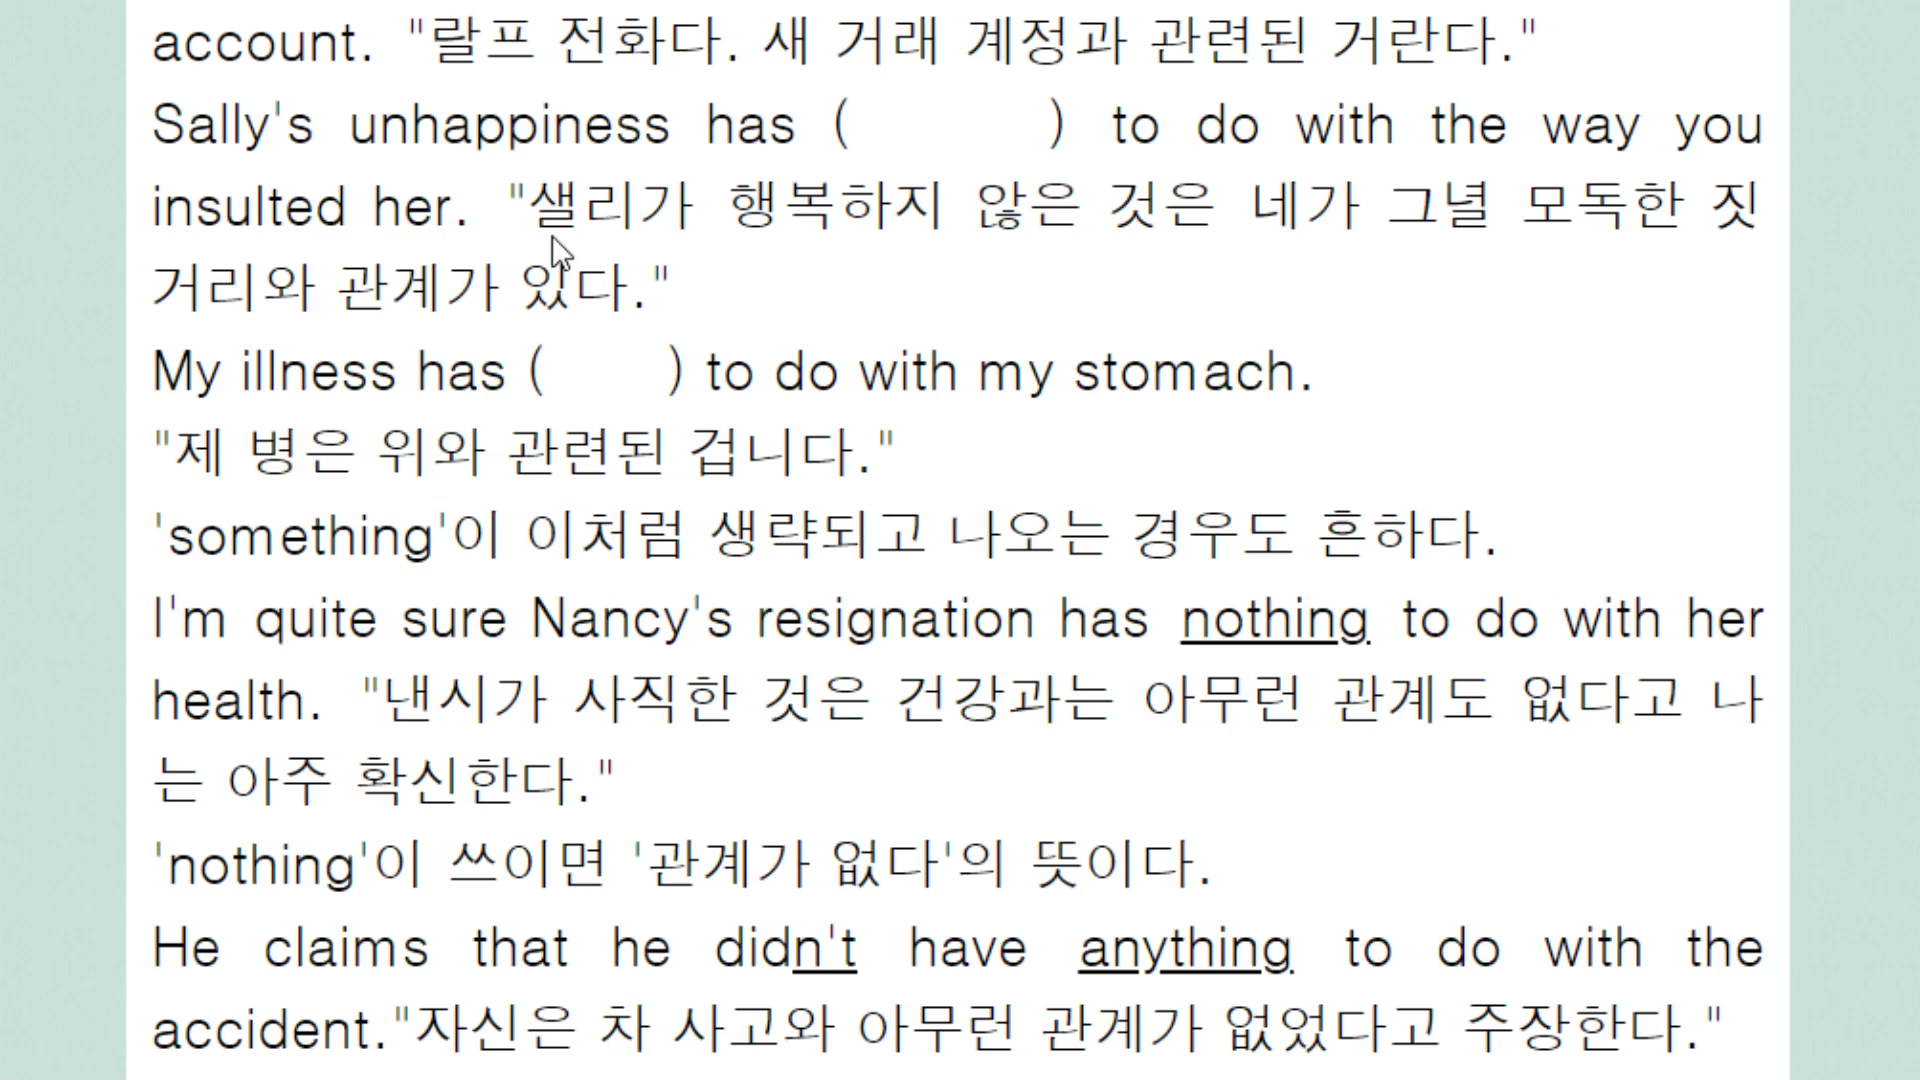 account. "랄프 전화다. 새 거래 계정과 관련된 거란다."
Sally's unhappiness has (        ) to do with the way you
insulted her. "샐리가 행복하지 않은 것은 네가 그녈 모독한 짓
거리와 관계가 있다."
My illness has (     ) to do with my stomach.
"제 병은 위와 관련된 겁니다."
'something'이 이처럼 생략되고 나오는 경우도 흔하다.
I'm quite sure Nancy's resignation has nothing to do with her
health. "낸시가 사직한 것은 건강과는 아무런 관계도 없다고 나
는 아주 확신한다."
'nothing'이 쓰이면 '관계가 없다'의 뜻이다.
He claims that he didn't have anything to do with the
accident."자신은 차 사고와 아무런 관계가 없었다고 주장한다."